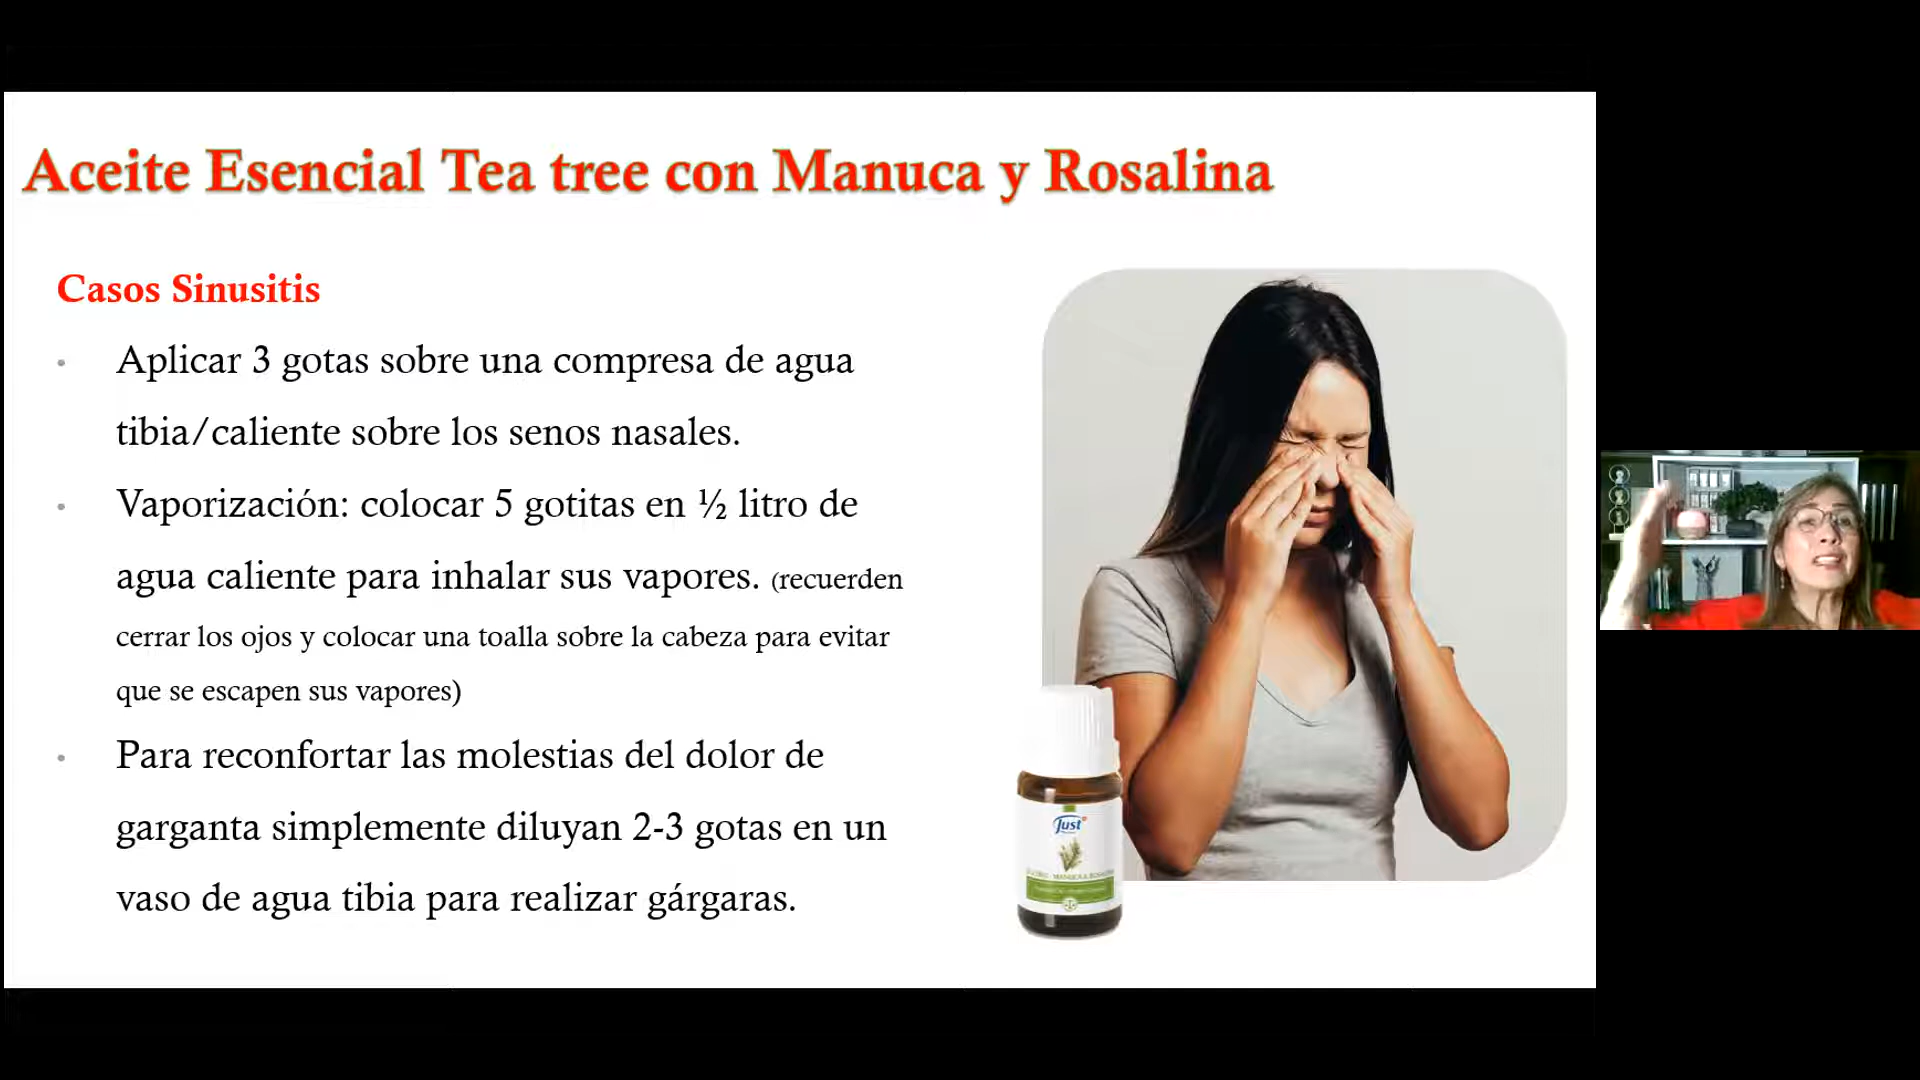 Aceite Esencial Tea tree con Manuca y Rosalina
Casos Sinusitis
• Aplicar 3 gotas sobre una compresa de agua
tibia/caliente sobre los senos nasales.
• Vaporización: colocar 5 gotitas en ½ litro de
agua caliente para inhalar sus vapores. (recuerden
cerrar los ojos y colocar una toalla sobre la cabeza para evitar
que se escapen sus vapores)
• Para reconfortar las molestias del dolor de
garganta simplemente diluyan 2-3 gotas en un
vaso de agua tibia para realizar gárgaras.
Just